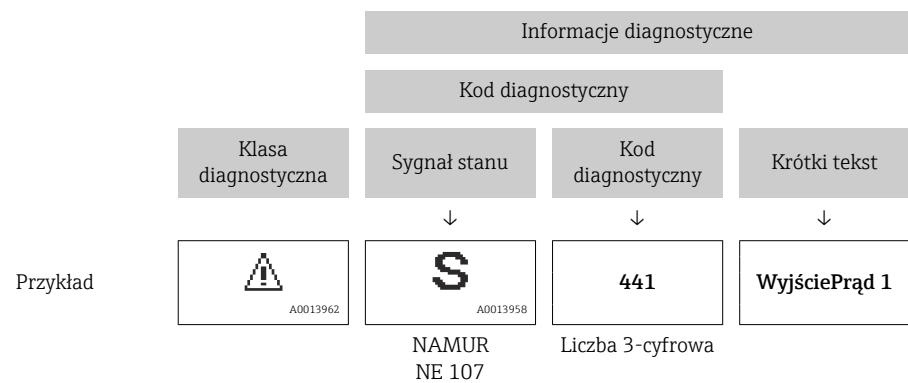 Informacje diagnostyczne
Kod diagnostyczny
Klasa
diagnostyczna
Sygnał stanu
Kod
diagnostyczny
Krótki tekst
↓
↓
↓
Przykład
A0013962
S
A0013958
441
WyjściePrąd 1
NAMUR
NE 107
Liczba 3-cyfrowa